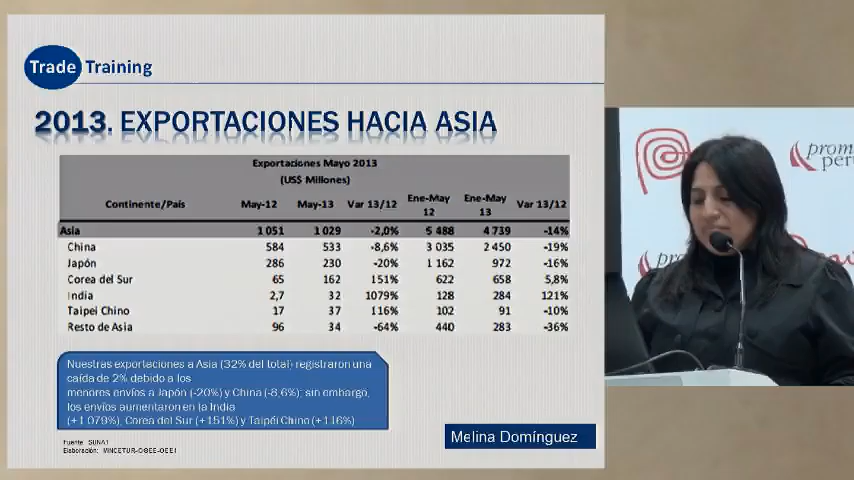 Trade Training
2013. EXPORTACIONES HACIA ASIA
Exportaciones Mayo 2013
(US$ Millones)
Continente/País May-12 May-13 Var 13/12 Ene-May 12 Ene-May 13 Var 13/12
Asia 1 051 1 029 -2,0% 5 488 4 739 -14%
China 584 533 -8,6% 3 035 2 450 -19%
Japón 286 230 -20% 1 162 972 -16%
Corea del Sur 65 162 151% 622 658 5,8%
India 2,7 32 1079% 128 284 121%
Taipei Chino 17 37 116% 102 91 -10%
Resto de Asia 96 34 -64% 440 283 -36%
Nuestras exportaciones a Asia (32% del total) registraron una
caída de 2% debido a los
menores envíos a Japón (-20%) y China (-8,6%); sin embargo,
los envíos aumentaron en la India
(+1 079%), Corea del Sur (+151%) y Taipéi Chino (+116%)
Fuente: SUNAT
Elaboración: MINCETUR-OGEE-OEEI
Melina Domínguez
prom
perú